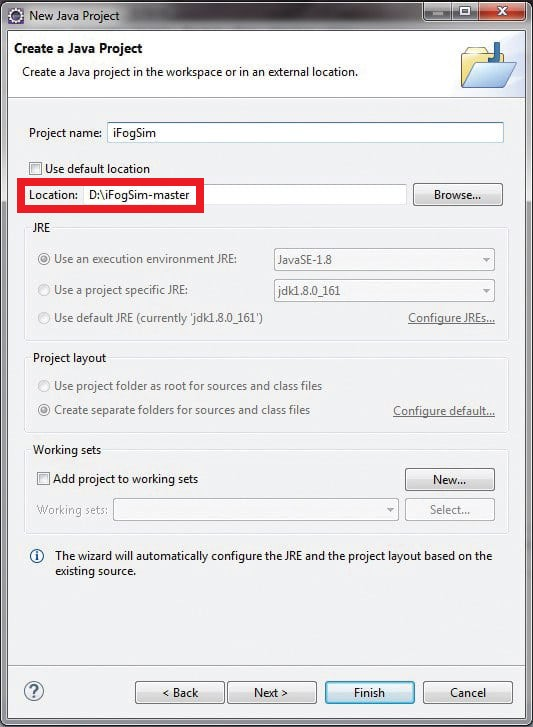 New Java Project
Create a Java Project
Create a Java project in the workspace or in an external location.
Project name: iFogSim
Use default location
Location: D:\iFogSim-master Browse...
JRE
Use an execution environment JRE: JavaSE-1.8
Use a project specific JRE: jdk1.8.0_161
Use default JRE (currently 'jdk1.8.0_161') Configure JREs...
Project layout
Use project folder as root for sources and class files
Create separate folders for sources and class files Configure default...
Working sets
Add project to working sets New...
Working sets: Select...
The wizard will automatically configure the JRE and the project layout based on the
existing source.
? < Back Next > Finish Cancel